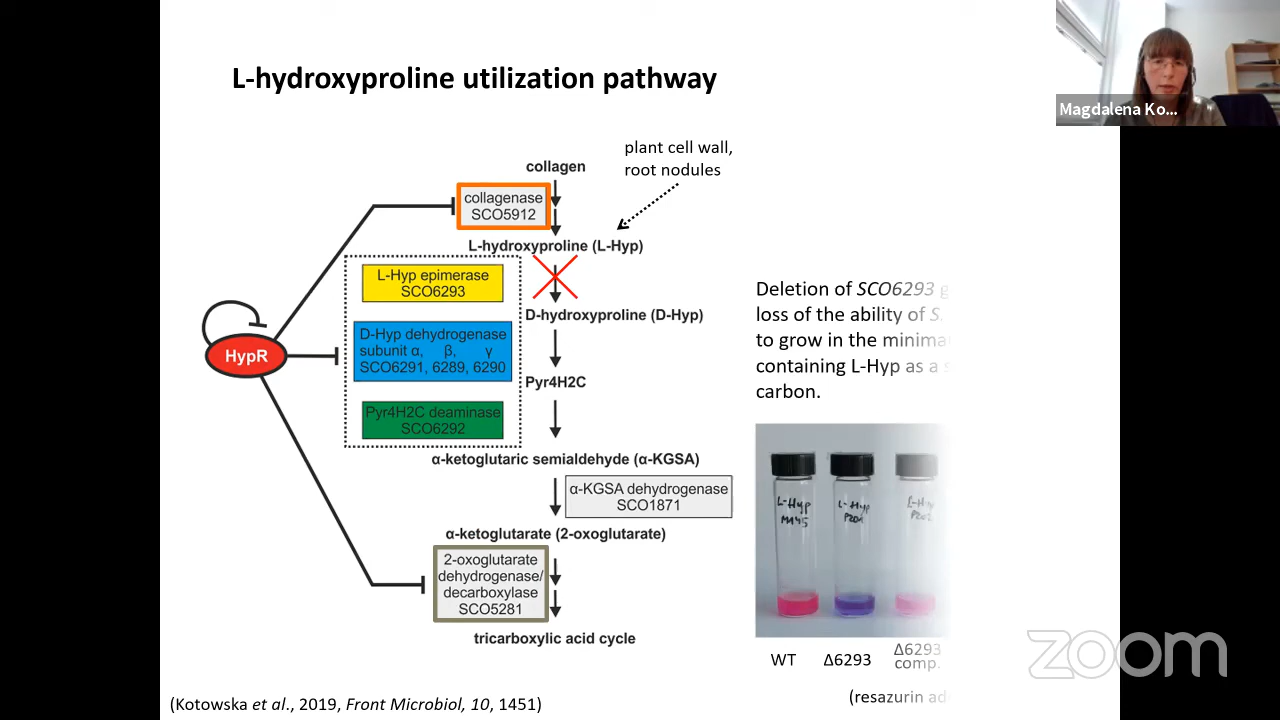 L-hydroxyproline utilization pathway
Magdalena Ko...
plant cell wall,
root nodules
collagen
collagenase
SCO5912
L-hydroxyproline (L-Hyp)
L-Hyp epimerase
SCO6293
D-hydroxyproline (D-Hyp)
D-Hyp dehydrogenase
subunit α, β, γ
SCO6291, 6289, 6290
HypR
Pyr4H2C
Pyr4H2C deaminase
SCO6292
α-ketoglutaric semialdehyde (α-KGSA)
α-KGSA dehydrogenase
SCO1871
α-ketoglutarate (2-oxoglutarate)
2-oxoglutarate
dehydrogenase/
decarboxylase
SCO5281
tricarboxylic acid cycle
Deletion of SCO6293 g
loss of the ability of S.
to grow in the minima
containing L-Hyp as a s
carbon.
L-Hyp
M145
L-Hyp
L-Hyp
WT
Δ6293
Δ6293
comp.
(resazurin ad
(Kotowska et al., 2019, Front Microbiol, 10, 1451)
zoom